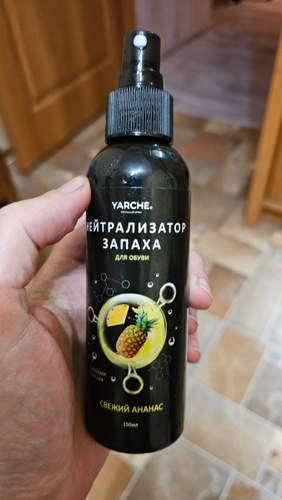 YARCHE.
НЕЙТРАЛИЗАТОР
ЗАПАХА
ДЛЯ ОБУВИ
СВЕЖИЙ АНАНАС
150мл